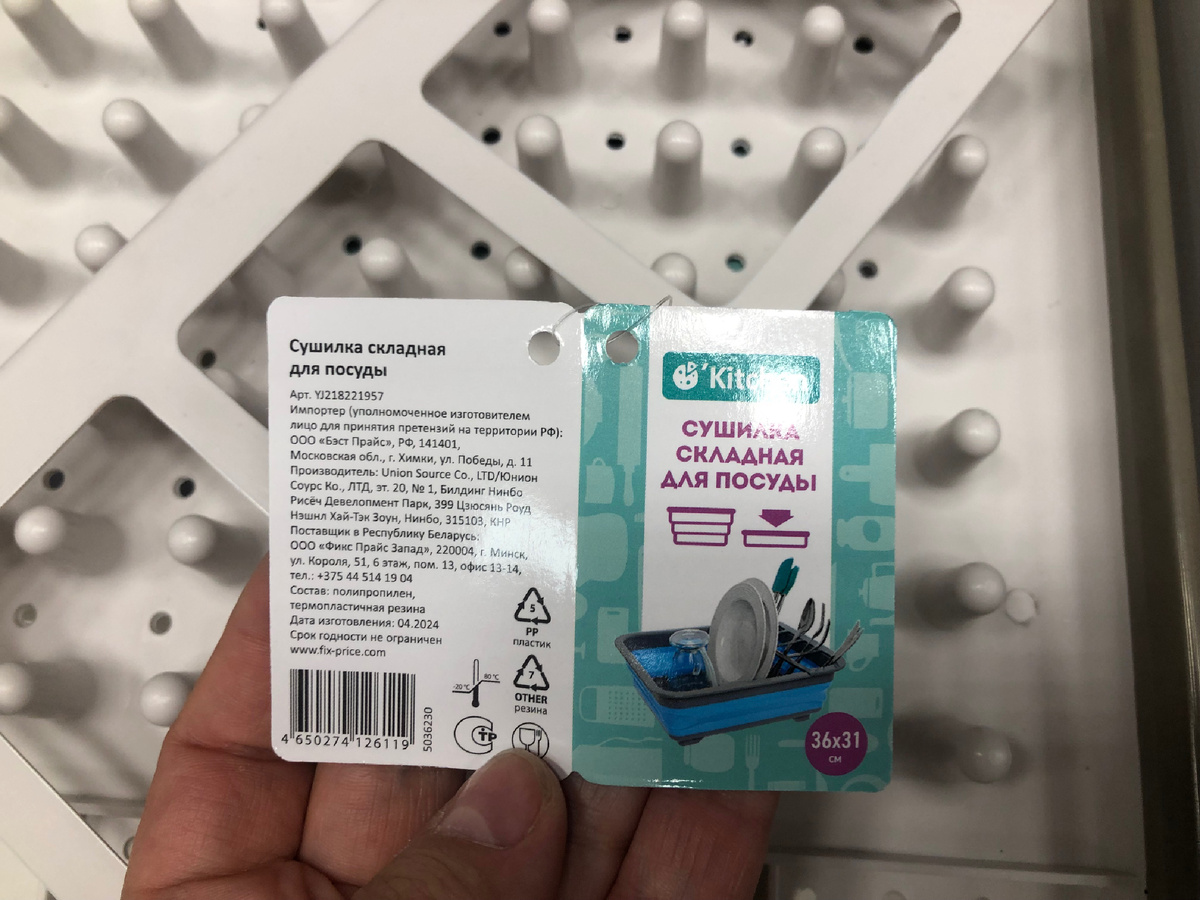 Сушилка складная
для посуды
Арт. YJ218221957
Импортер (уполномоченное изготовителем
лицо для принятия претензий на территории РФ):
ООО «Бэст Прайс», РФ, 141401,
Московская обл., г. Химки, ул. Победы, д. 11
Производитель: Union Source Co., LTD/Юнион
Соурс Ко., ЛТД, эт. 20, № 1, Билдинг Нинбо
Рисёч Девелопмент Парк, 399 Цзюсянь Роуд
Нэшнл Хай-Тэк Зоун, Нинбо, 315103, КНР
Поставщик в Республику Беларусь:
ООО «Фикс Прайс Запад», 220004, г. Минск,
ул. Короля, 51, 6 этаж, пом. 13, офис 13-14,
тел.: +375 44 514 19 04
Состав: полипропилен,
термопластичная резина
Дата изготовления: 04.2024
Срок годности не ограничен
www.fix-price.com
5
PP
пластик
-20 °C
80 °C
7
OTHER
резина
4 650274 126119
5036230
СТР
'Kitchen
СУШИЛКА
СКЛАДНАЯ
ДЛЯ ПОСУДЫ
36x31
см